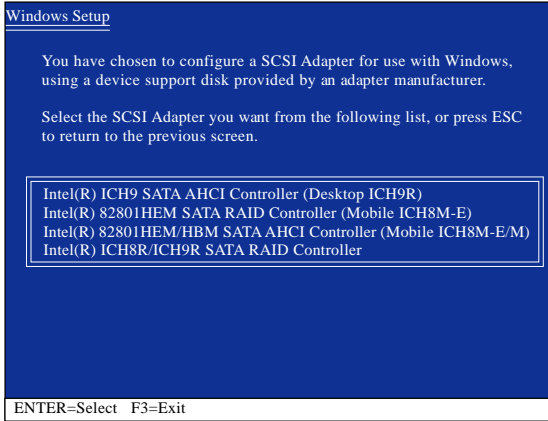 Windows Setup
You have chosen to configure a SCSI Adapter for use with Windows,
using a device support disk provided by an adapter manufacturer.
Select the SCSI Adapter you want from the following list, or press ESC
to return to the previous screen.
Intel(R) ICH9 SATA AHCI Controller (Desktop ICH9R)
Intel(R) 82801HEM SATA RAID Controller (Mobile ICH8M-E)
Intel(R) 82801HEM/HBM SATA AHCI Controller (Mobile ICH8M-E/M)
Intel(R) ICH8R/ICH9R SATA RAID Controller
ENTER=Select F3=Exit